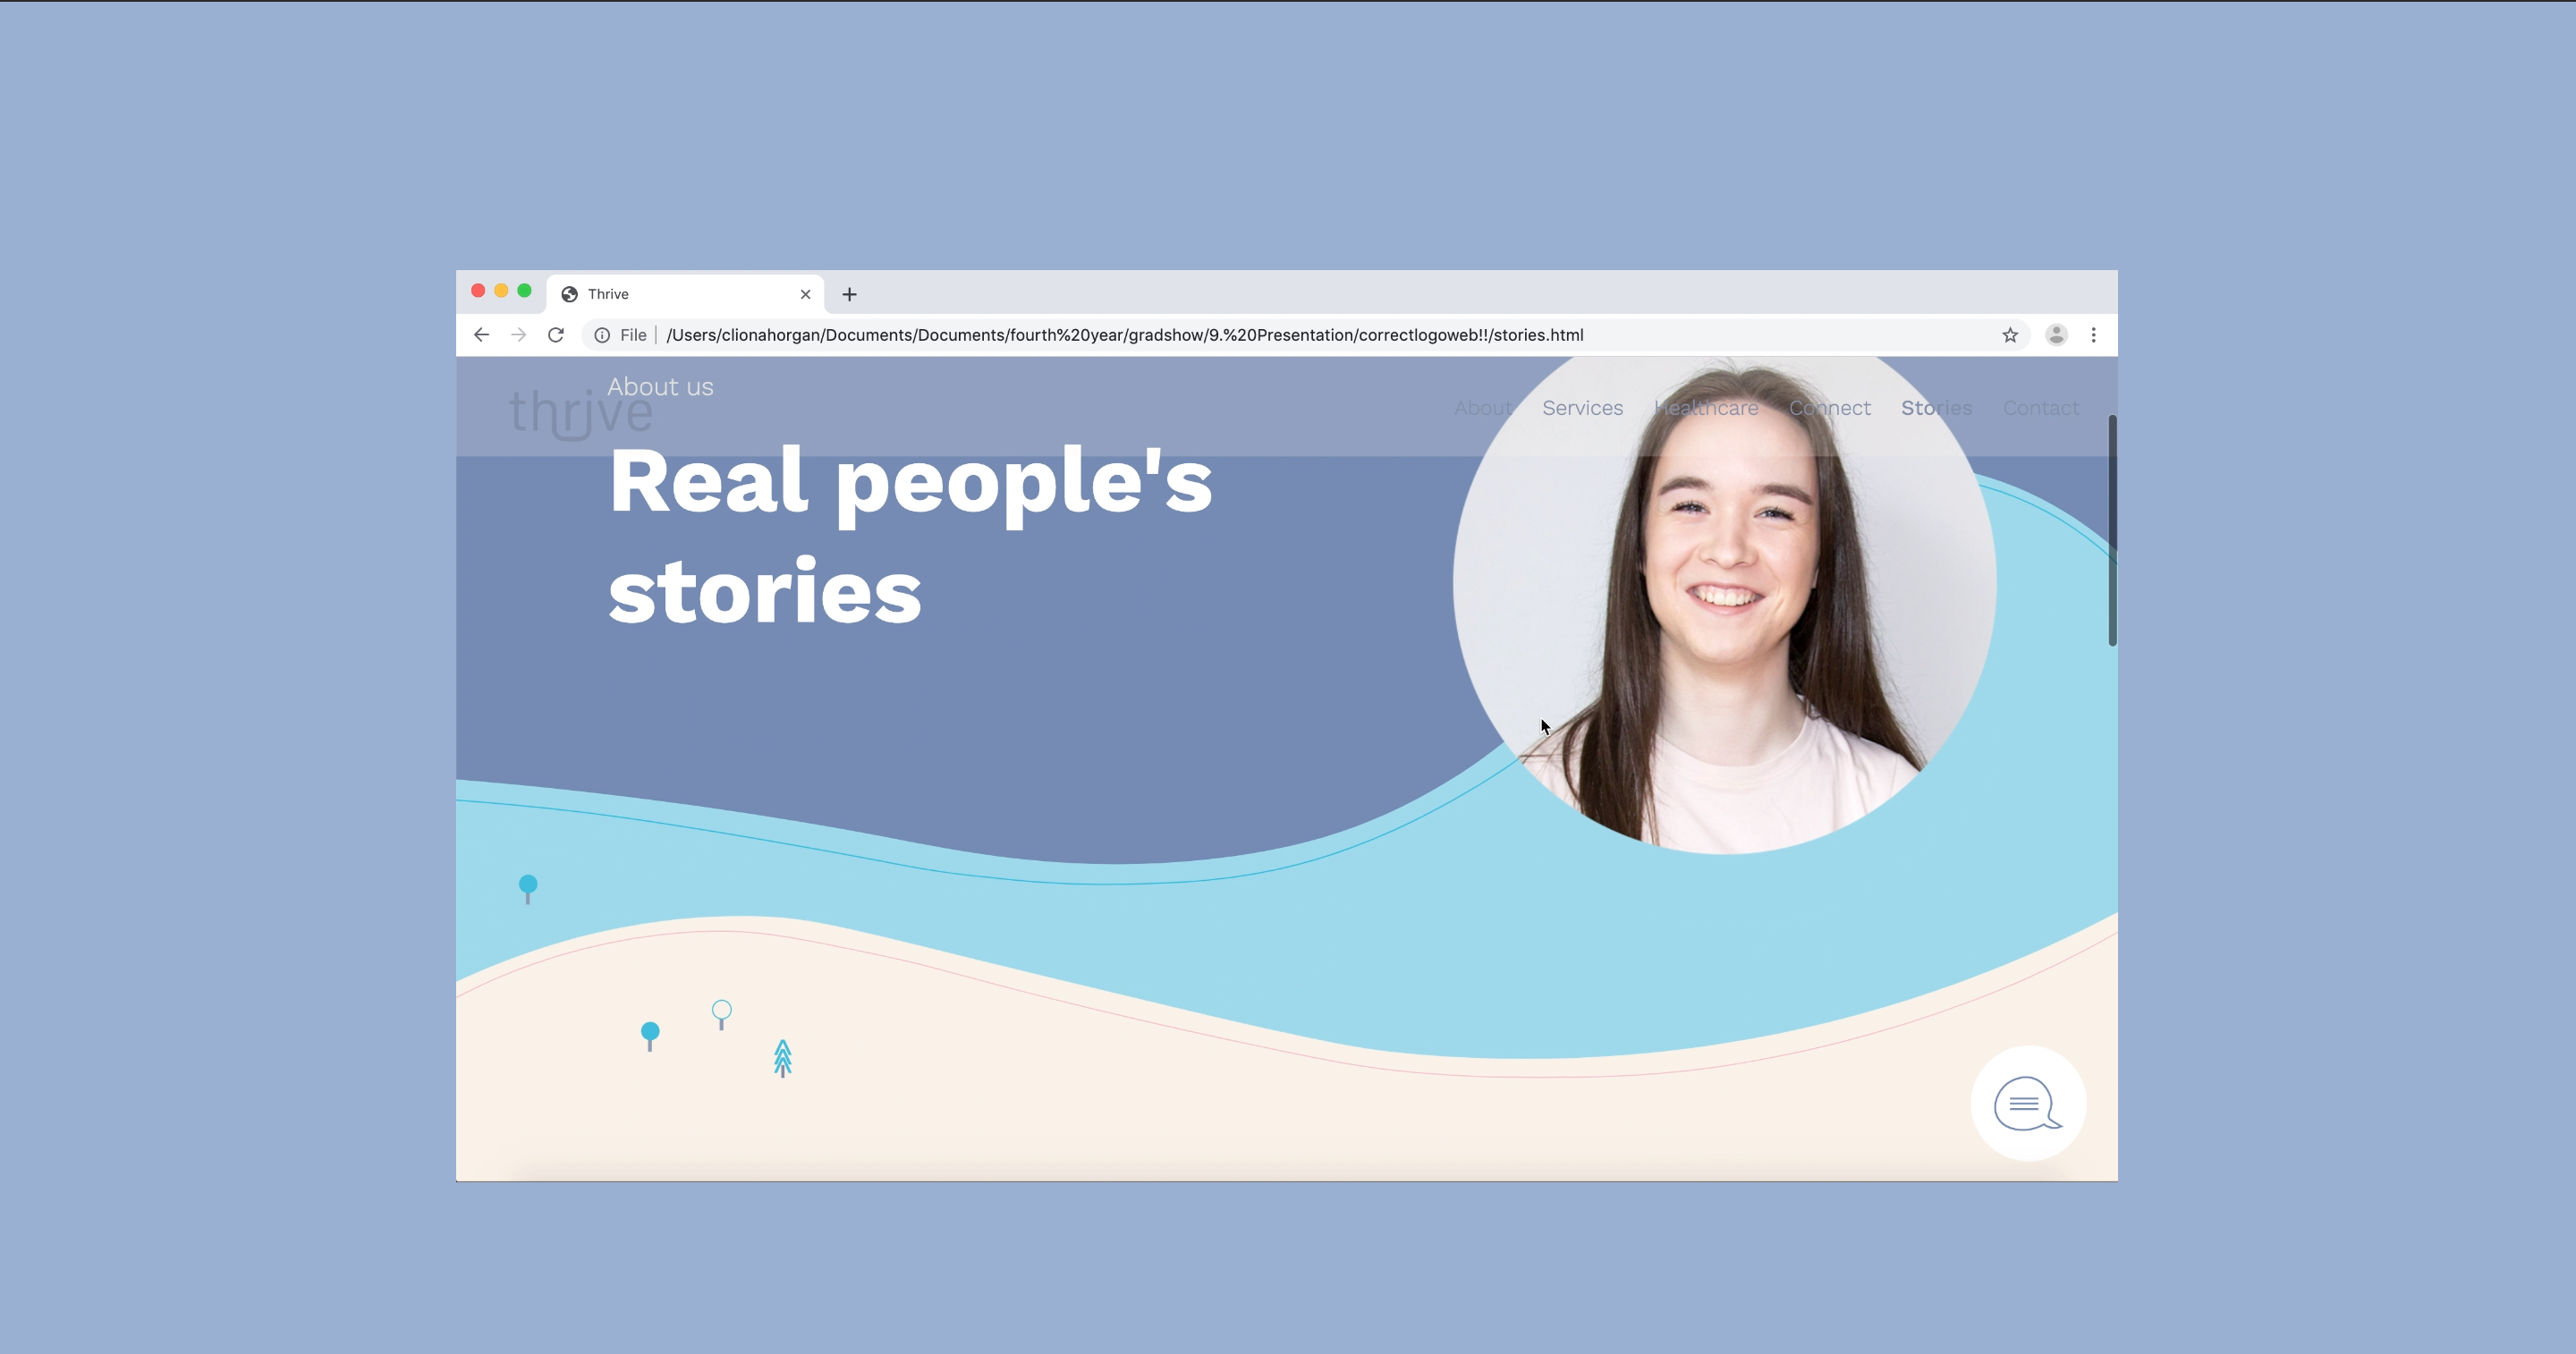 Thrive
File /Users/clionahorgan/Documents/Documents/fourth%20year/gradshow/9.%20Presentation/correctlogoweb!!/stories.html
About us
thrive
About Services Healthcare Connect Stories Contact
Real people's
stories